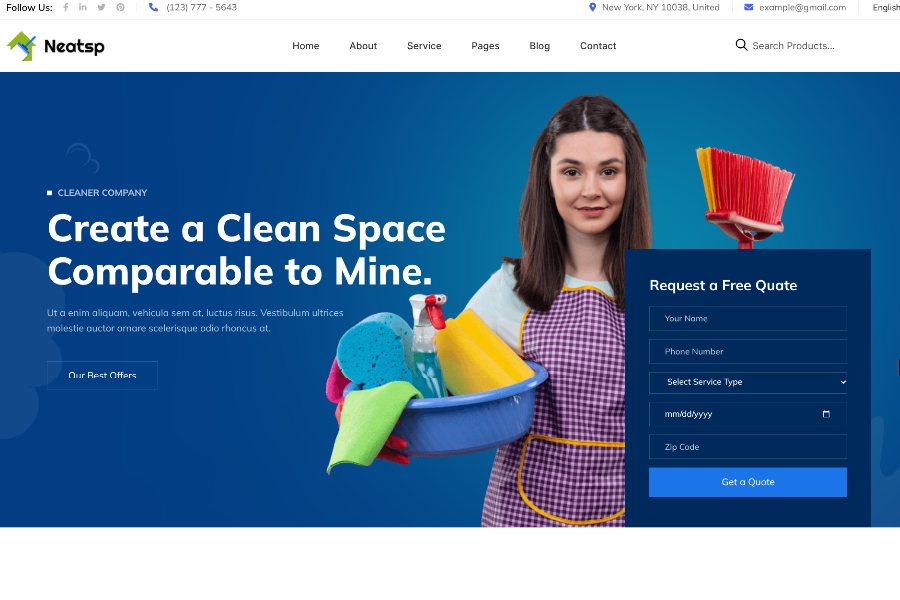 Follow Us:
(123) 777 - 5643
New York, NY 10038, United
example@gmail.com
English
Neatsp
Home
About
Service
Pages
Blog
Contact
Search Products...
CLEANER COMPANY
Create a Clean Space
Comparable to Mine.
Ut a enim aliquam, vehicula sem at, luctus risus. Vestibulum ultrices
molestie auctor ornare scelerisque odio rhoncus at.
Our Best Offers
Request a Free Quate
Your Name
Phone Number
Select Service Type
mm/dd/yyyy
Zip Code
Get a Quote